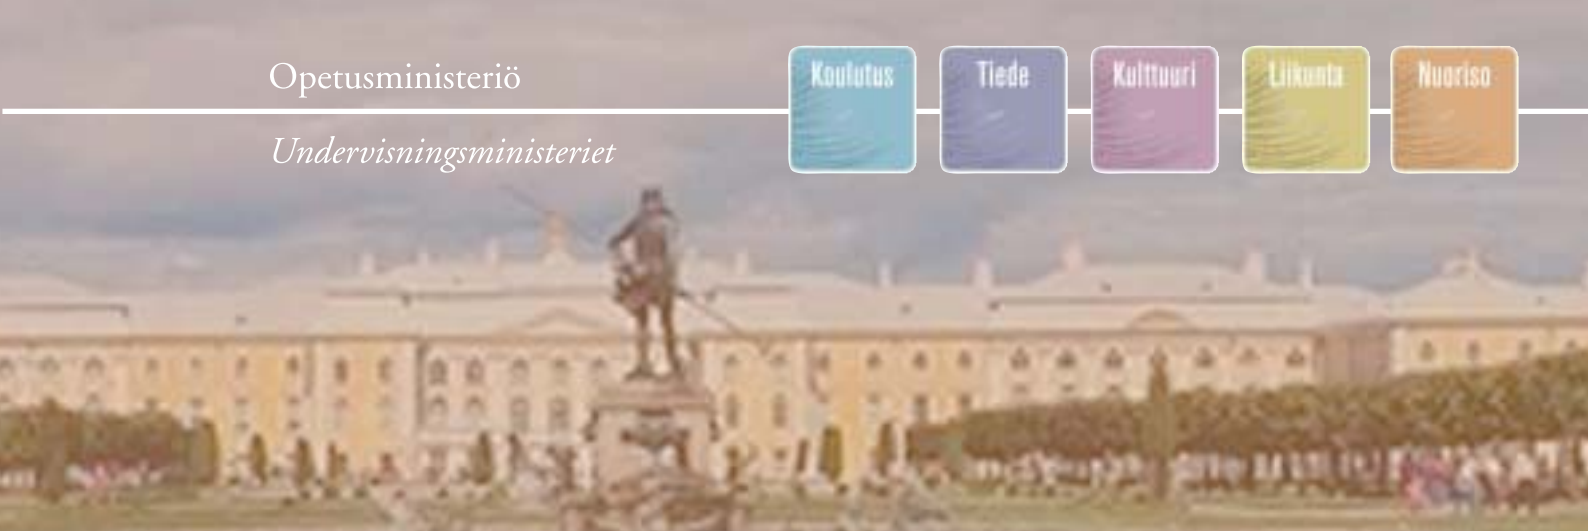 Opetusministeriö
Undervisningsministeriet
Koulutus
Tiede
Kulttuuri
Liikunta
Nuoriso